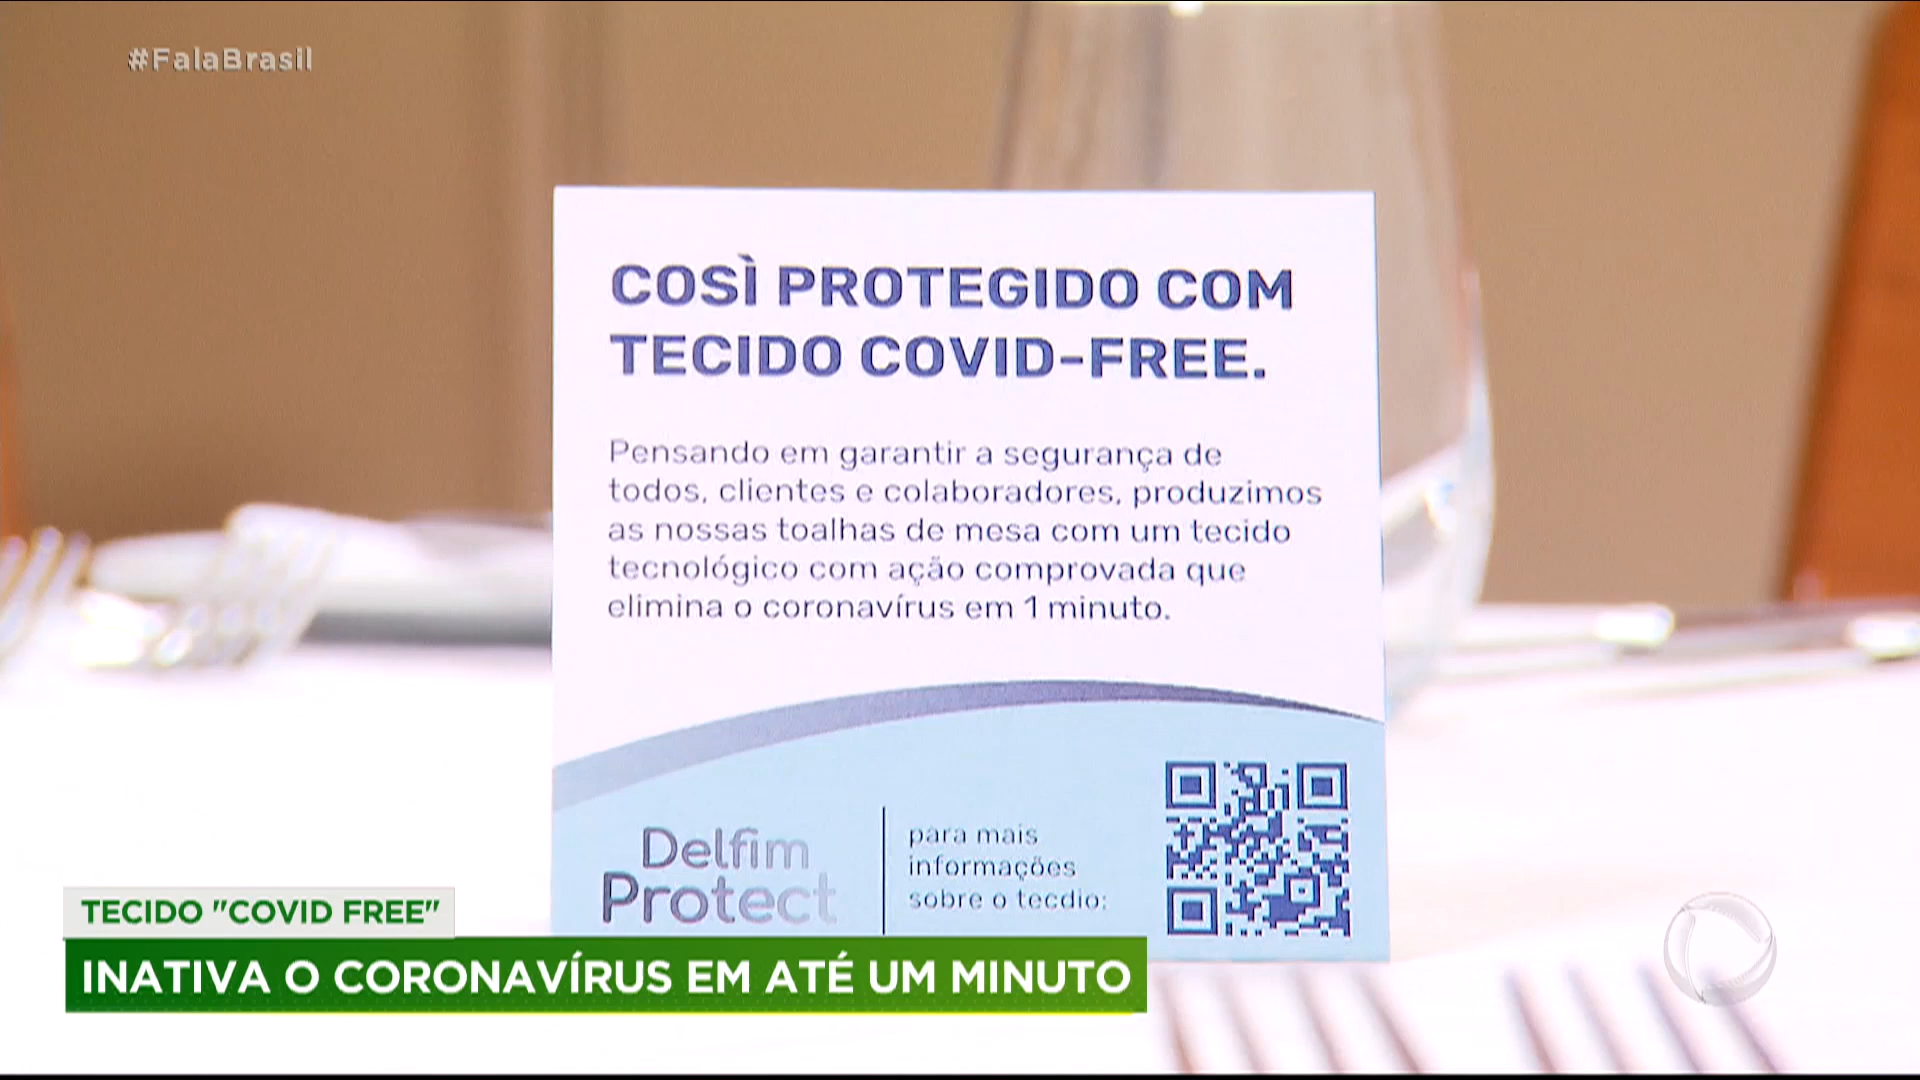 #FalaBrasil
COSÌ PROTEGIDO COM
TECIDO COVID-FREE.
Pensando em garantir a segurança de
todos, clientes e colaboradores, produzimos
as nossas toalhas de mesa com um tecido
tecnológico com ação comprovada que
elimina o coronavírus em 1 minuto.
Delfim
Protect
para mais
informações
sobre o tecdio:
TECIDO "COVID FREE"
INATIVA O CORONAVÍRUS EM ATÉ UM MINUTO